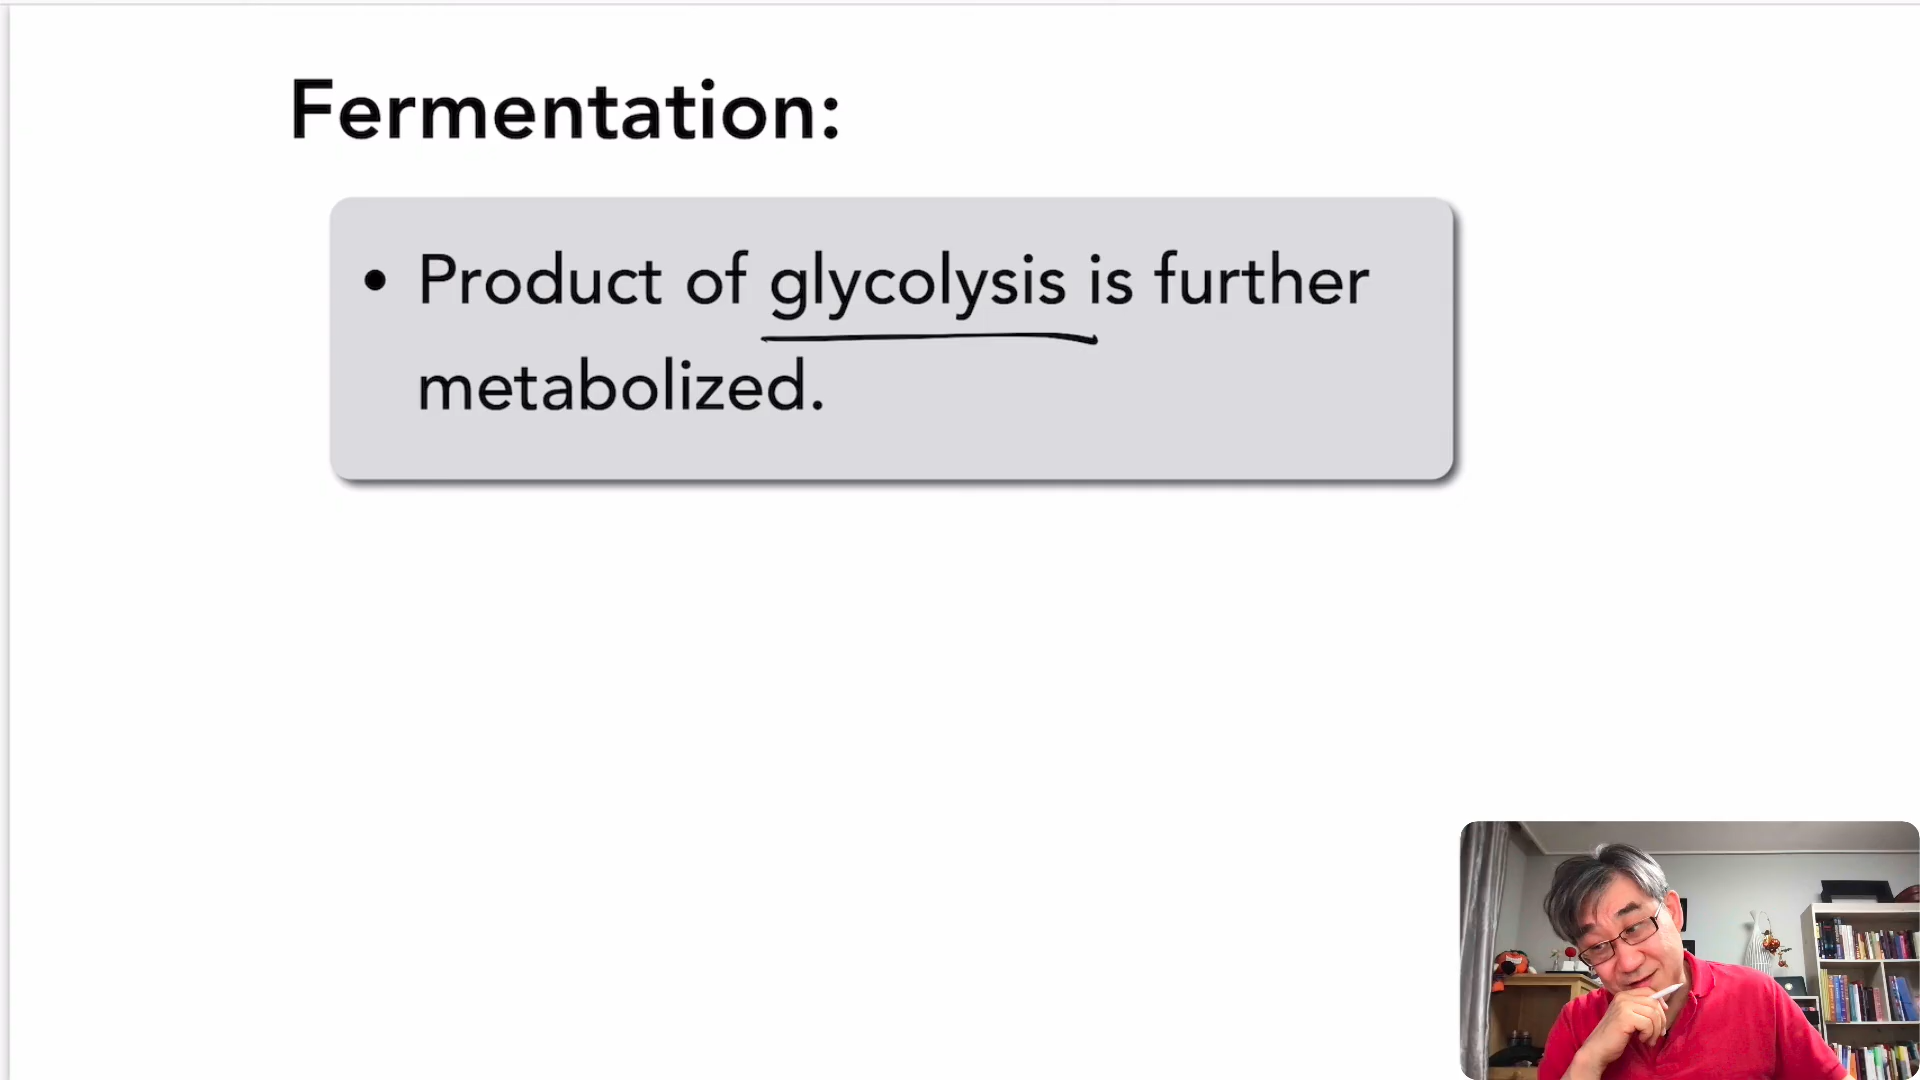 Fermentation:
• Product of glycolysis is further
metabolized.